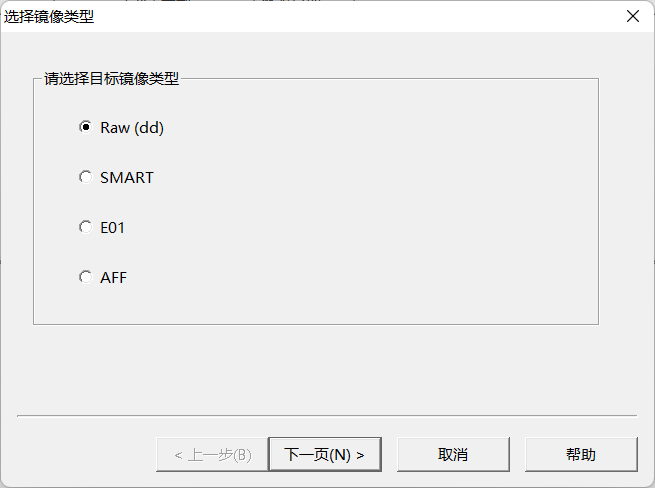 选择镜像类型
请选择目标镜像类型
Raw (dd)
SMART
E01
AFF
< 上一步(B)
下一页(N) >
取消
帮助